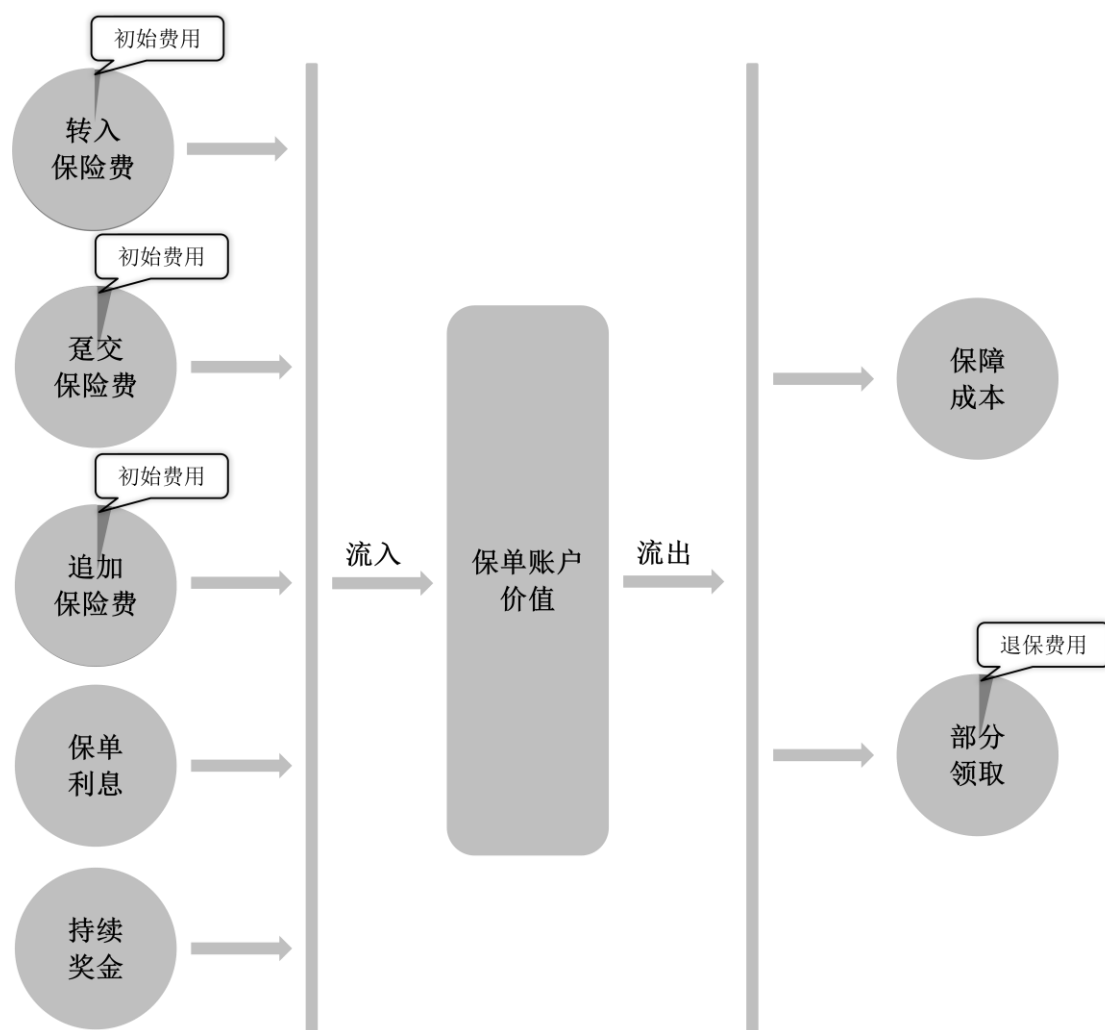 初始费用
转入
保险费
初始费用
趸交
保险费
初始费用
追加
保险费
保单
利息
持续
奖金
流入
保单账户
价值
流出
保障
成本
退保费用
部分
领取